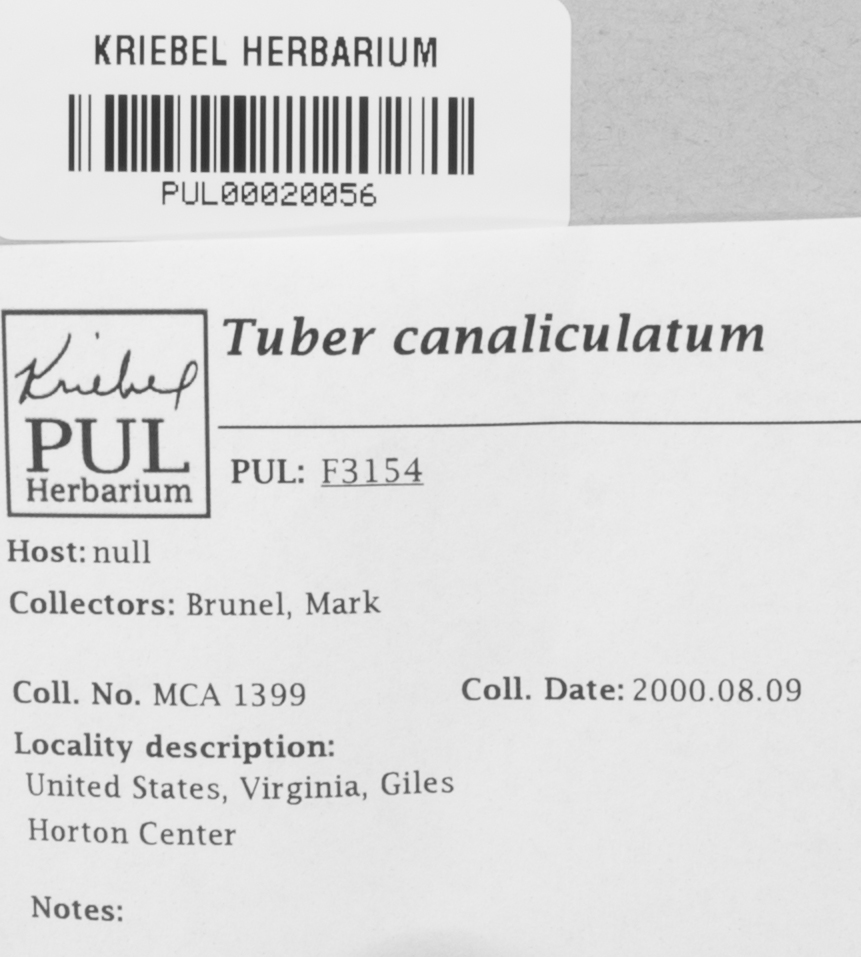 KRIEBEL HERBARIUM
PUL00020056
Tuber canaliculatum
Kriebel
PUL
Herbarium
PUL: F3154
Host: null
Collectors: Brunel, Mark
Coll. No. MCA 1399 Coll. Date: 2000.08.09
Locality description:
United States, Virginia, Giles
Horton Center
Notes: